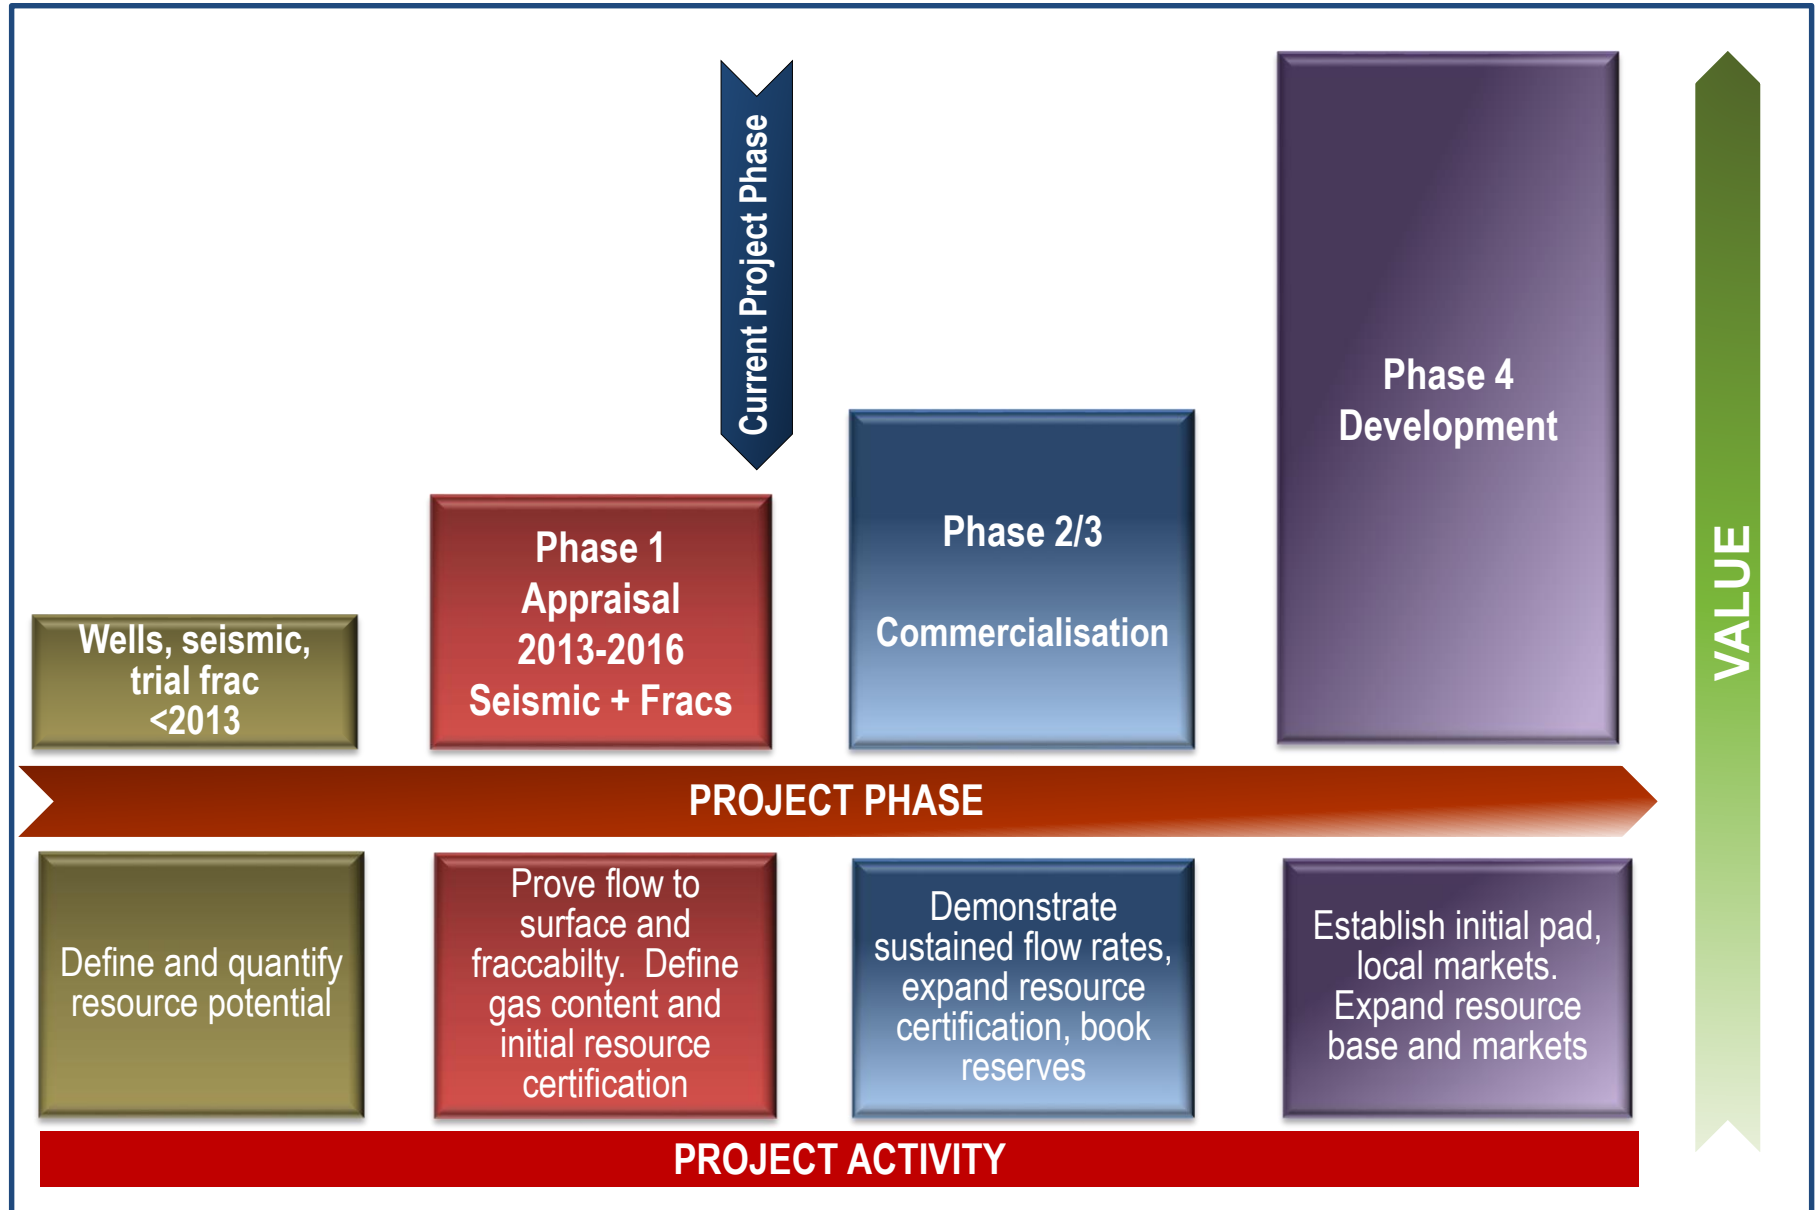 Current Project Phase
Wells, seismic,
trial frac
<2013
Phase 1
Appraisal
2013-2016
Seismic + Fracs
Phase 2/3
Commercialisation
Phase 4
Development
VALUE
PROJECT PHASE
Define and quantify
resource potential
Prove flow to
surface and
fraccabilty. Define
gas content and
initial resource
certification
Demonstrate
sustained flow rates,
expand resource
certification, book
reserves
Establish initial pad,
local markets.
Expand resource
base and markets
PROJECT ACTIVITY